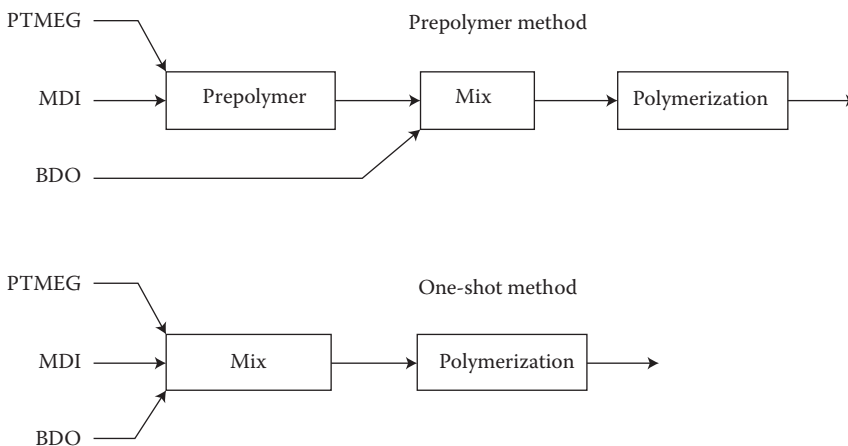 PTMEG
Prepolymer method
MDI
Prepolymer
Mix
Polymerization
BDO
PTMEG
One-shot method
MDI
Mix
Polymerization
BDO